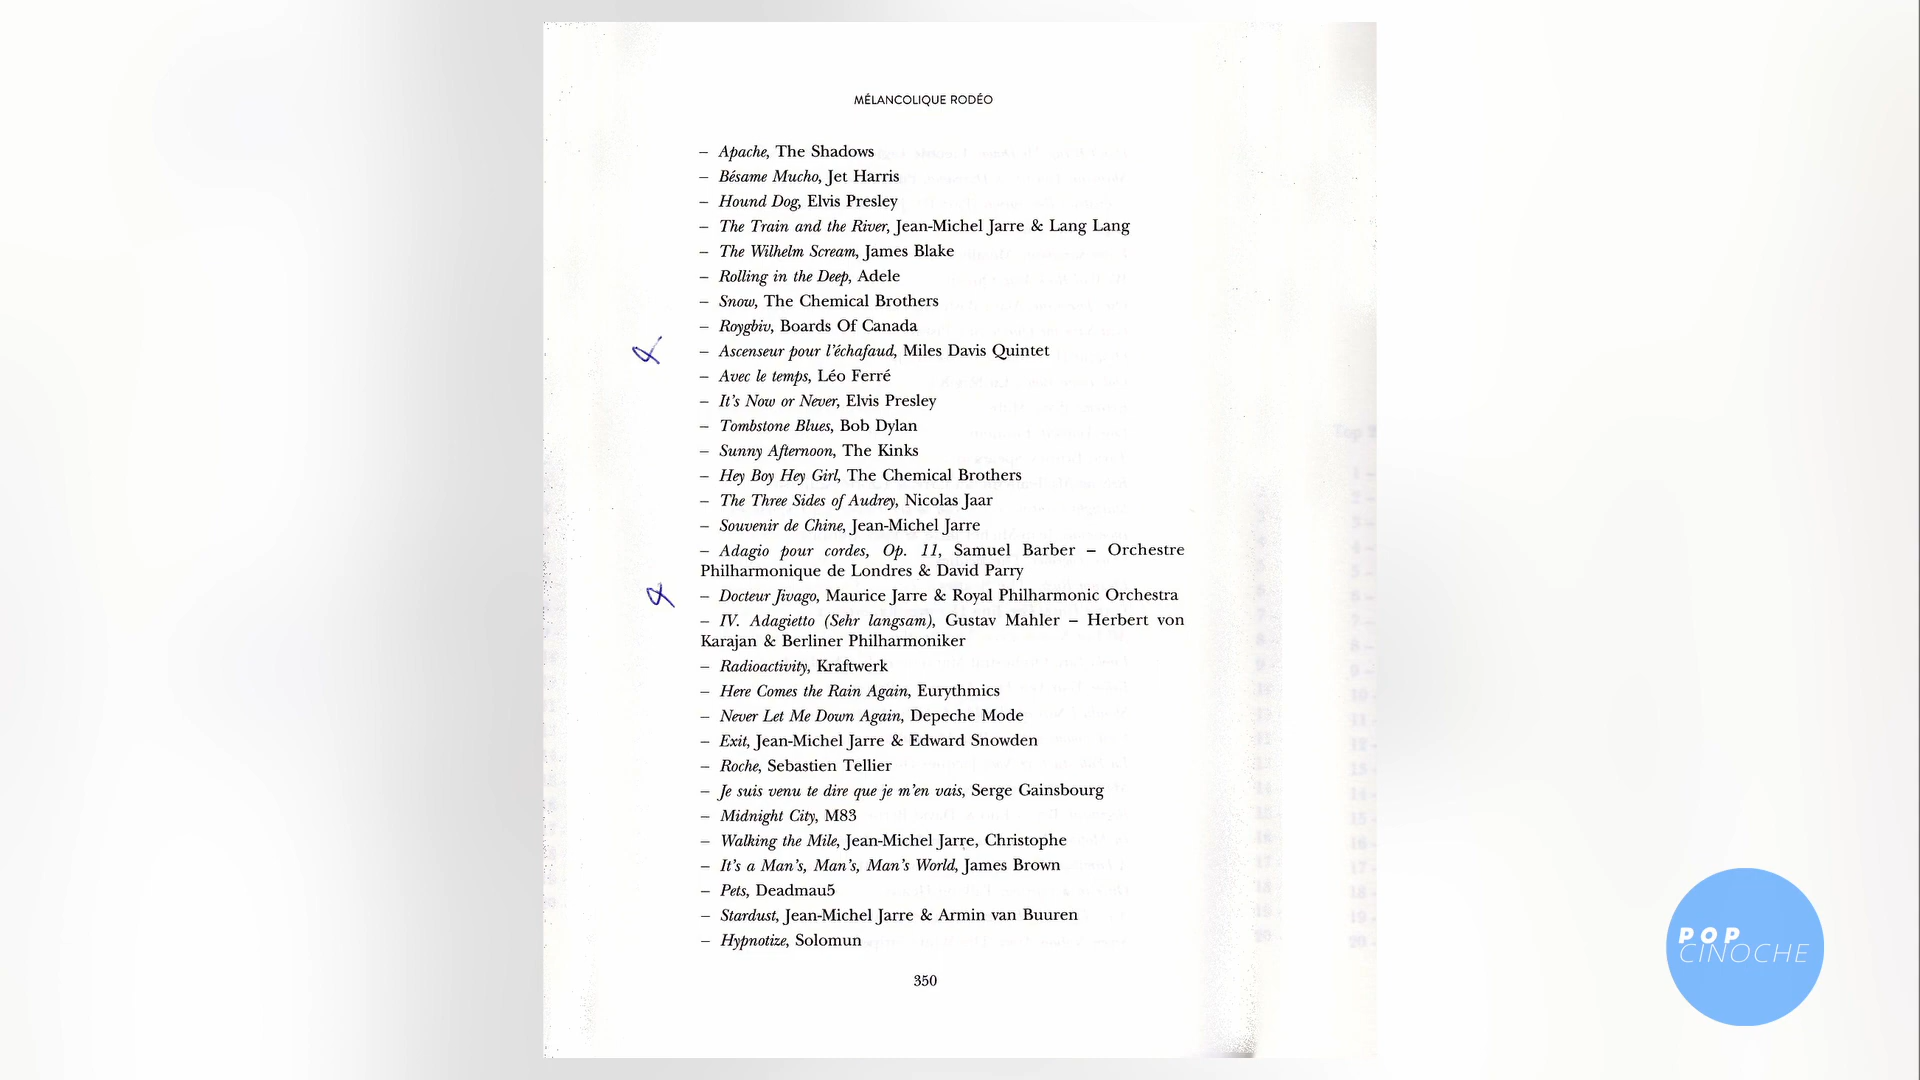 MÉLANCOLIQUE RODÉO
– Apache, The Shadows
– Bésame Mucho, Jet Harris
– Hound Dog, Elvis Presley
– The Train and the River, Jean-Michel Jarre & Lang Lang
– The Wilhelm Scream, James Blake
– Rolling in the Deep, Adele
– Snow, The Chemical Brothers
– Roygbiv, Boards Of Canada
– Ascenseur pour l'échafaud, Miles Davis Quintet
– Avec le temps, Léo Ferré
– It's Now or Never, Elvis Presley
– Tombstone Blues, Bob Dylan
– Sunny Afternoon, The Kinks
– Hey Boy Hey Girl, The Chemical Brothers
– The Three Sides of Audrey, Nicolas Jaar
– Souvenir de Chine, Jean-Michel Jarre
– Adagio pour cordes, Op. 11, Samuel Barber – Orchestre
Philharmonique de Londres & David Parry
– Docteur Jivago, Maurice Jarre & Royal Philharmonic Orchestra
– IV. Adagietto (Sehr langsam), Gustav Mahler – Herbert von
Karajan & Berliner Philharmoniker
– Radioactivity, Kraftwerk
– Here Comes the Rain Again, Eurythmics
– Never Let Me Down Again, Depeche Mode
– Exit, Jean-Michel Jarre & Edward Snowden
– Roche, Sebastien Tellier
– Je suis venu te dire que je m'en vais, Serge Gainsbourg
– Midnight City, M83
– Walking the Mile, Jean-Michel Jarre, Christophe
– It's a Man's, Man's, Man's World, James Brown
– Pets, Deadmau5
– Stardust, Jean-Michel Jarre & Armin van Buuren
– Hypnotize, Solomun
350
POP
CINOCHE